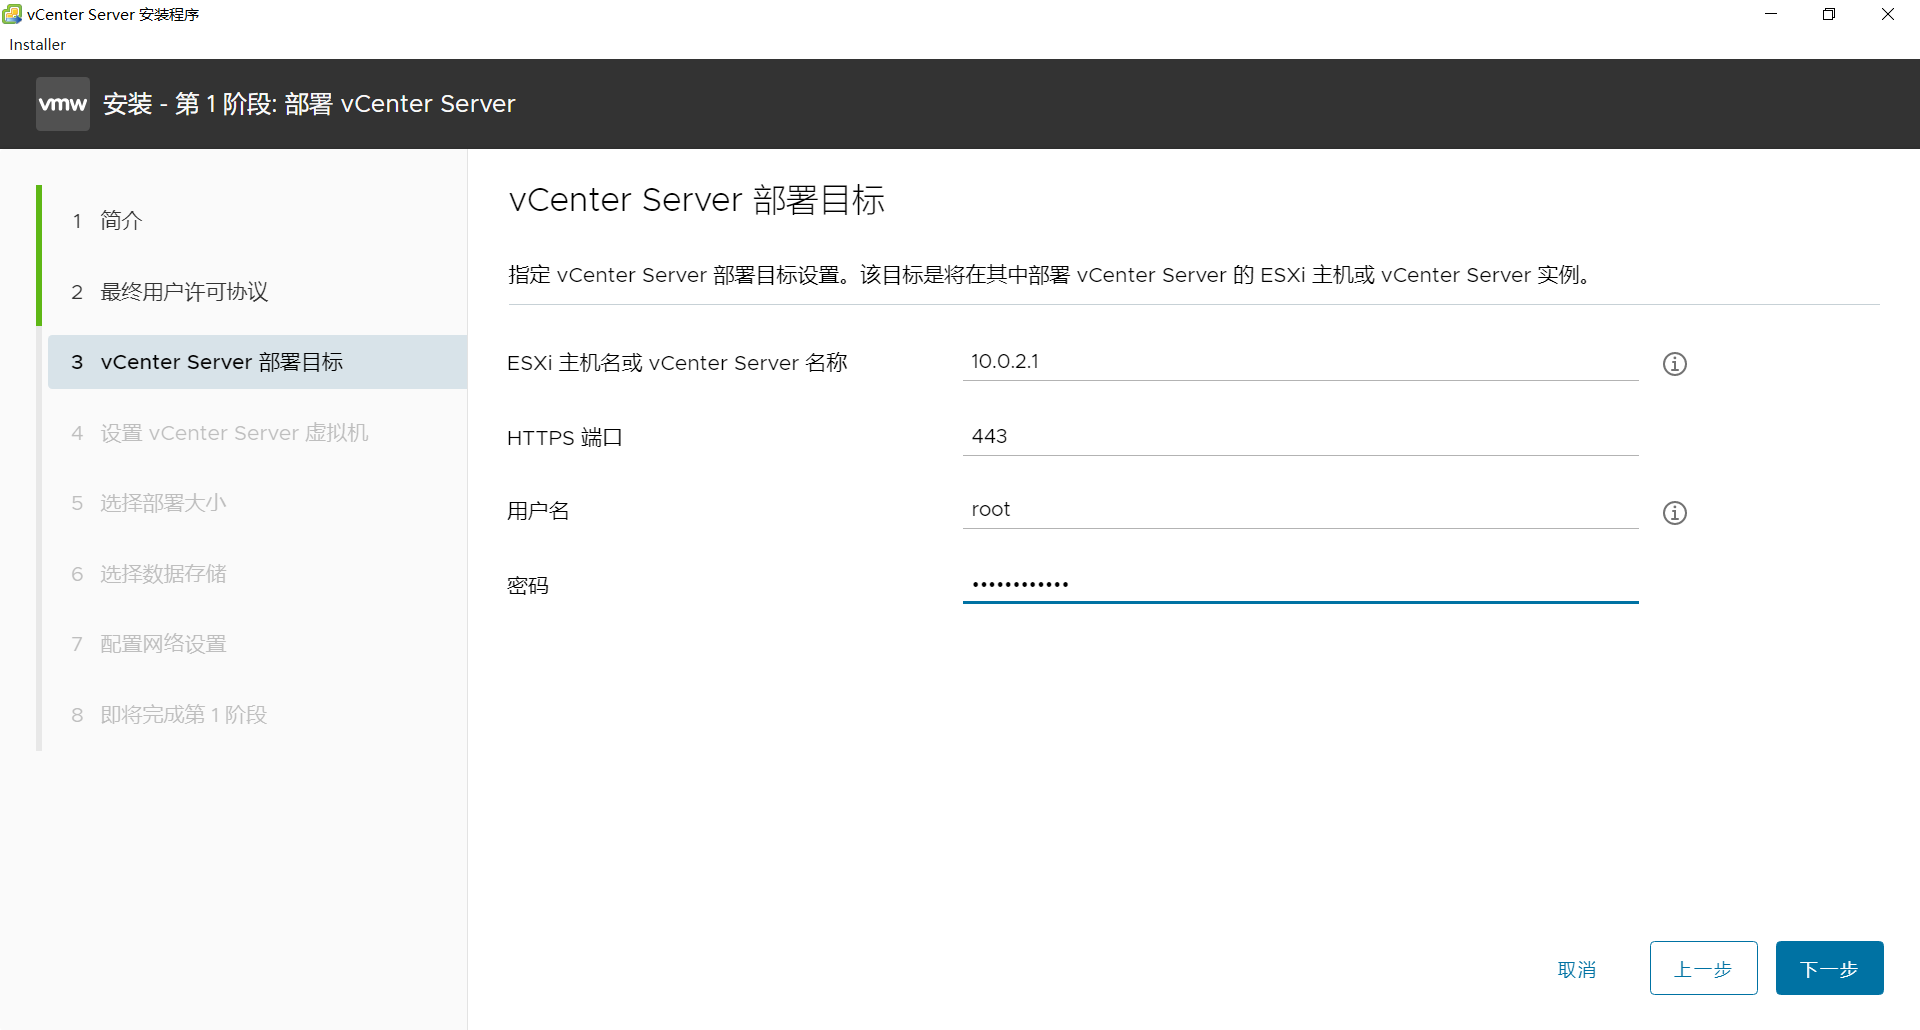 vCenter Server 安装程序
Installer
vmw 安装 - 第 1 阶段: 部署 vCenter Server
1 简介
2 最终用户许可协议
3 vCenter Server 部署目标
4 设置 vCenter Server 虚拟机
5 选择部署大小
6 选择数据存储
7 配置网络设置
8 即将完成第 1 阶段
vCenter Server 部署目标
指定 vCenter Server 部署目标设置。该目标是将在其中部署 vCenter Server 的 ESXi 主机或 vCenter Server 实例。
ESXi 主机名或 vCenter Server 名称 10.0.2.1
HTTPS 端口 443
用户名 root
密码 ••••••••••••
取消 上一步 下一步